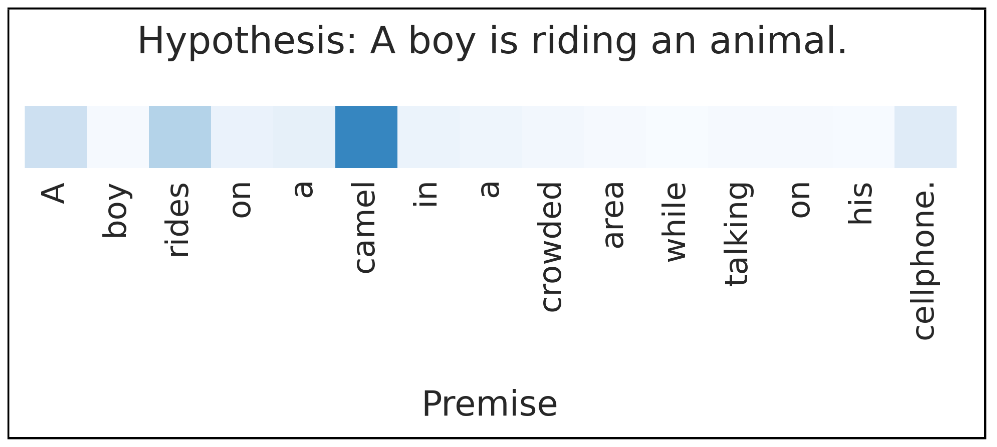 Hypothesis: A boy is riding an animal.
A
boy
rides
on
a
camel
in
a
crowded
area
while
talking
on
his
cellphone.
Premise